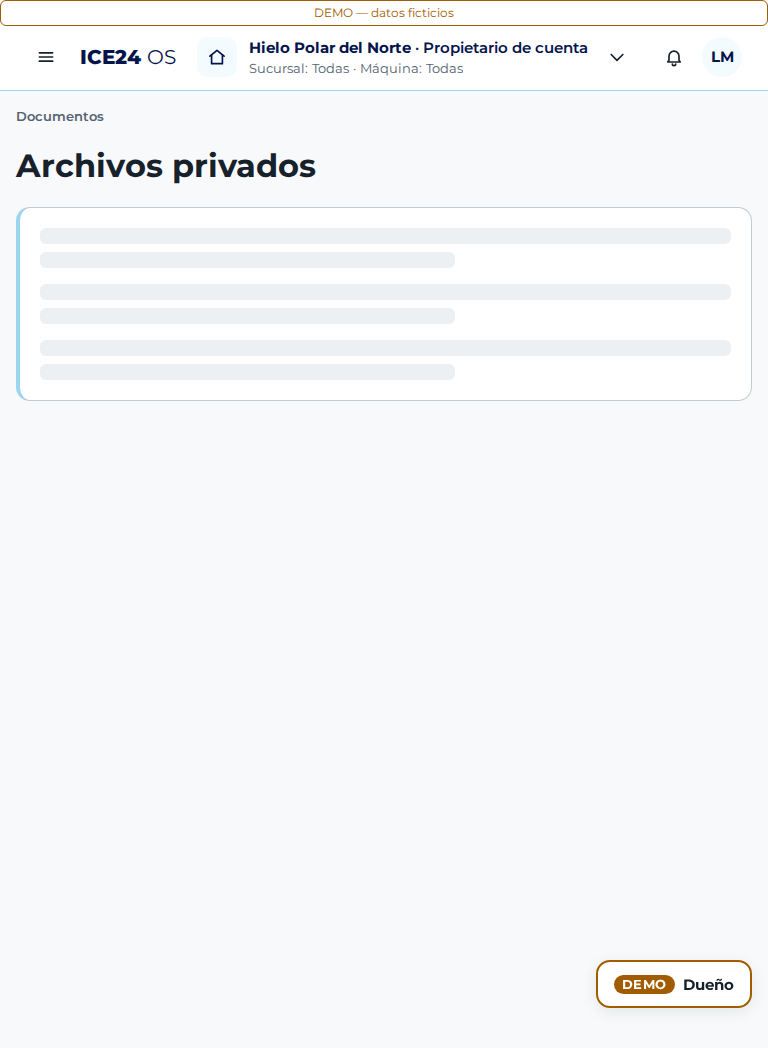 DEMO — datos ficticios
ICE24 OS
Hielo Polar del Norte · Propietario de cuenta
Sucursal: Todas · Máquina: Todas
LM
Documentos
Archivos privados
DEMO Dueño